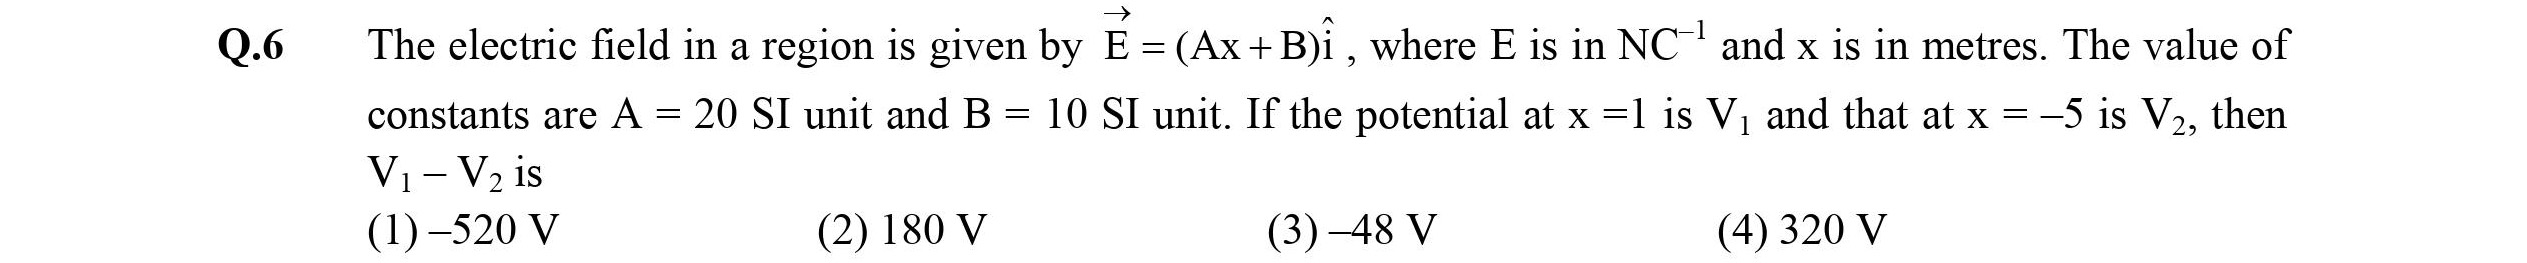 Q.6 The electric field in a region is given by $\vec{E} = (Ax + B)\hat{i}$, where E is in NC⁻¹ and x is in metres. The value of
constants are A = 20 SI unit and B = 10 SI unit. If the potential at x =1 is V₁ and that at x = –5 is V₂, then
V₁ – V₂ is
(1) –520 V (2) 180 V (3) –48 V (4) 320 V